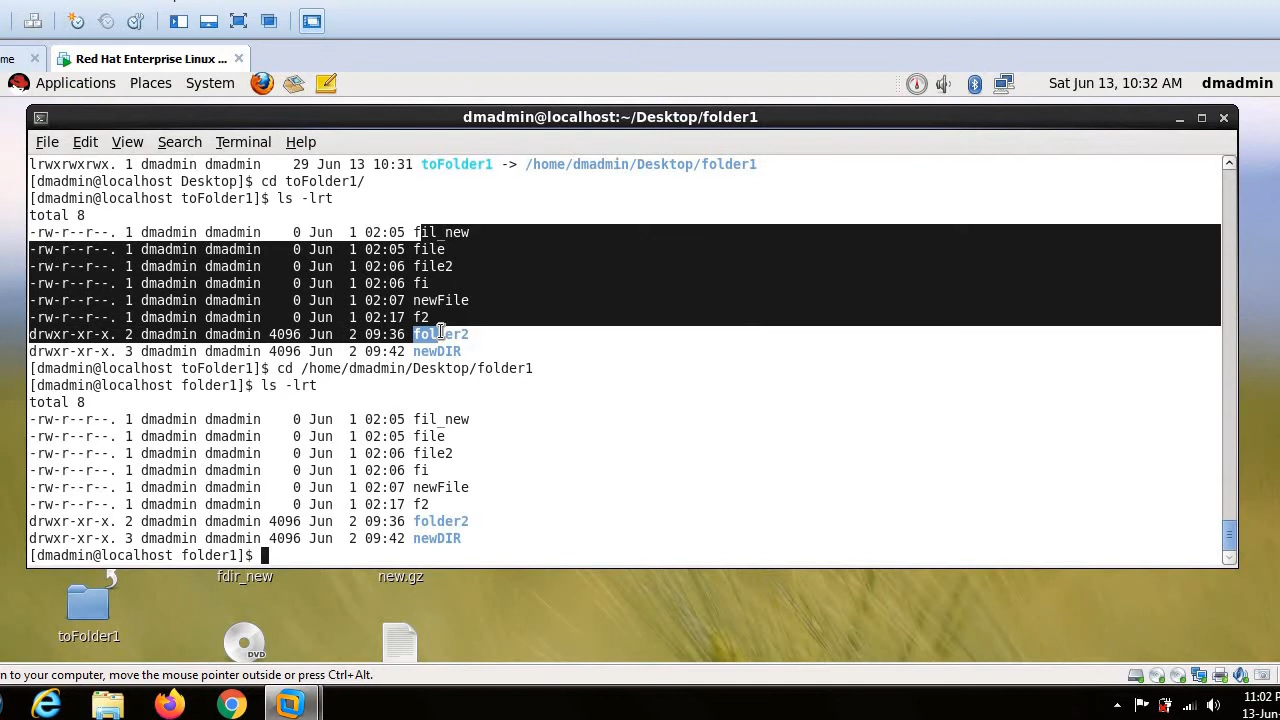 me
Red Hat Enterprise Linux ...
Applications Places System Sat Jun 13, 10:32 AM dmadmin
dmadmin@localhost:~/Desktop/folder1
File Edit View Search Terminal Help
lrwxrwxrwx. 1 dmadmin dmadmin 29 Jun 13 10:31 toFolder1 -> /home/dmadmin/Desktop/folder1
[dmadmin@localhost Desktop]$ cd toFolder1/
[dmadmin@localhost toFolder1]$ ls -lrt
total 8
-rw-r--r--. 1 dmadmin dmadmin 0 Jun 1 02:05 fil_new
-rw-r--r--. 1 dmadmin dmadmin 0 Jun 1 02:05 file
-rw-r--r--. 1 dmadmin dmadmin 0 Jun 1 02:06 file2
-rw-r--r--. 1 dmadmin dmadmin 0 Jun 1 02:06 fi
-rw-r--r--. 1 dmadmin dmadmin 0 Jun 1 02:07 newFile
-rw-r--r--. 1 dmadmin dmadmin 0 Jun 1 02:17 f2
drwxr-xr-x. 2 dmadmin dmadmin 4096 Jun 2 09:36 folder2
drwxr-xr-x. 3 dmadmin dmadmin 4096 Jun 2 09:42 newDIR
[dmadmin@localhost toFolder1]$ cd /home/dmadmin/Desktop/folder1
[dmadmin@localhost folder1]$ ls -lrt
total 8
-rw-r--r--. 1 dmadmin dmadmin 0 Jun 1 02:05 fil_new
-rw-r--r--. 1 dmadmin dmadmin 0 Jun 1 02:05 file
-rw-r--r--. 1 dmadmin dmadmin 0 Jun 1 02:06 file2
-rw-r--r--. 1 dmadmin dmadmin 0 Jun 1 02:06 fi
-rw-r--r--. 1 dmadmin dmadmin 0 Jun 1 02:07 newFile
-rw-r--r--. 1 dmadmin dmadmin 0 Jun 1 02:17 f2
drwxr-xr-x. 2 dmadmin dmadmin 4096 Jun 2 09:36 folder2
drwxr-xr-x. 3 dmadmin dmadmin 4096 Jun 2 09:42 newDIR
[dmadmin@localhost folder1]$
fdir_new
new.gz
toFolder1
DVD
n to your computer, move the mouse pointer outside or press Ctrl+Alt.
11:02 P
13-Jun-